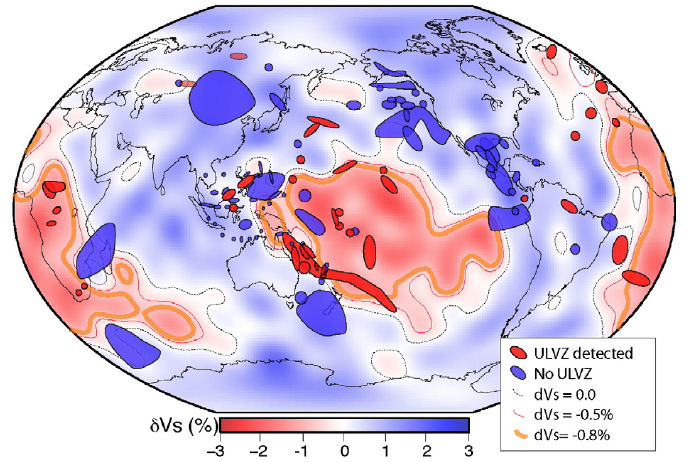 ULVZ detected
No ULVZ
dVs = 0.0
dVs = -0.5%
dVs= -0.8%
δVs (%)
−3 −2 −1 0 1 2 3